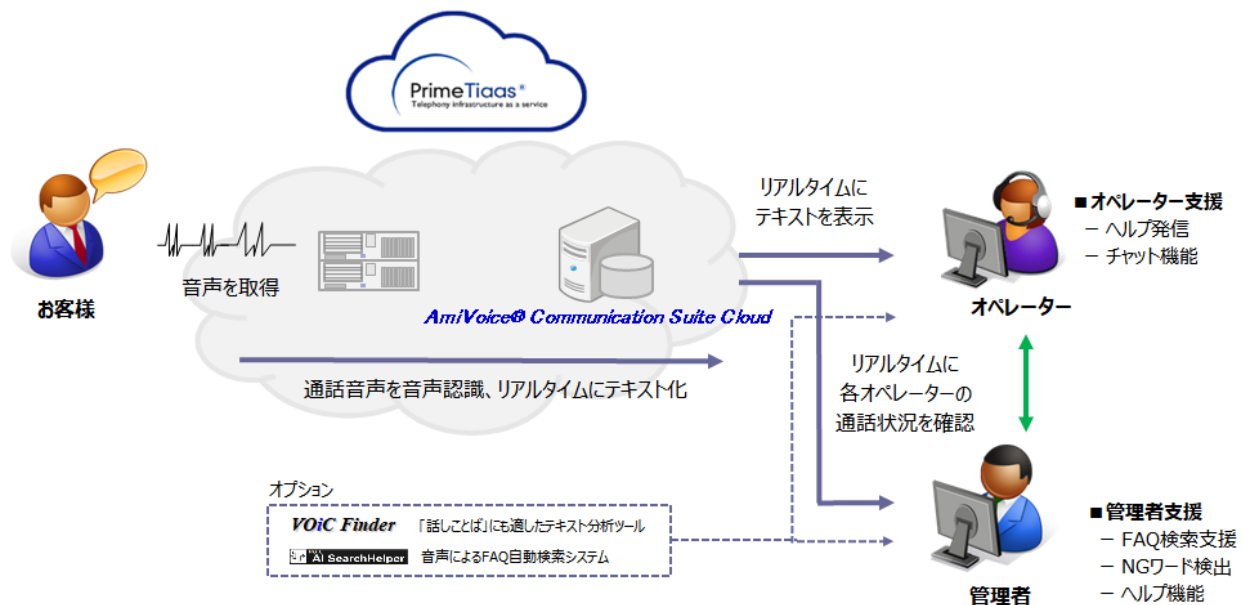 PrimeTiaas®
Telephony infrastructure as a service
リアルタイムに
テキストを表示
■オペレーター支援
－ ヘルプ発信
－ チャット機能
音声を取得
お客様
オペレーター
AmiVoice® Communication Suite Cloud
通話音声を音声認識、リアルタイムにテキスト化
リアルタイムに
各オペレーターの
通話状況を確認
オプション
VOiC Finder 「話しことば」にも適したテキスト分析ツール
AI SearchHelper 音声によるFAQ自動検索システム
■管理者支援
－ FAQ検索支援
－ NGワード検出
－ ヘルプ機能
管理者